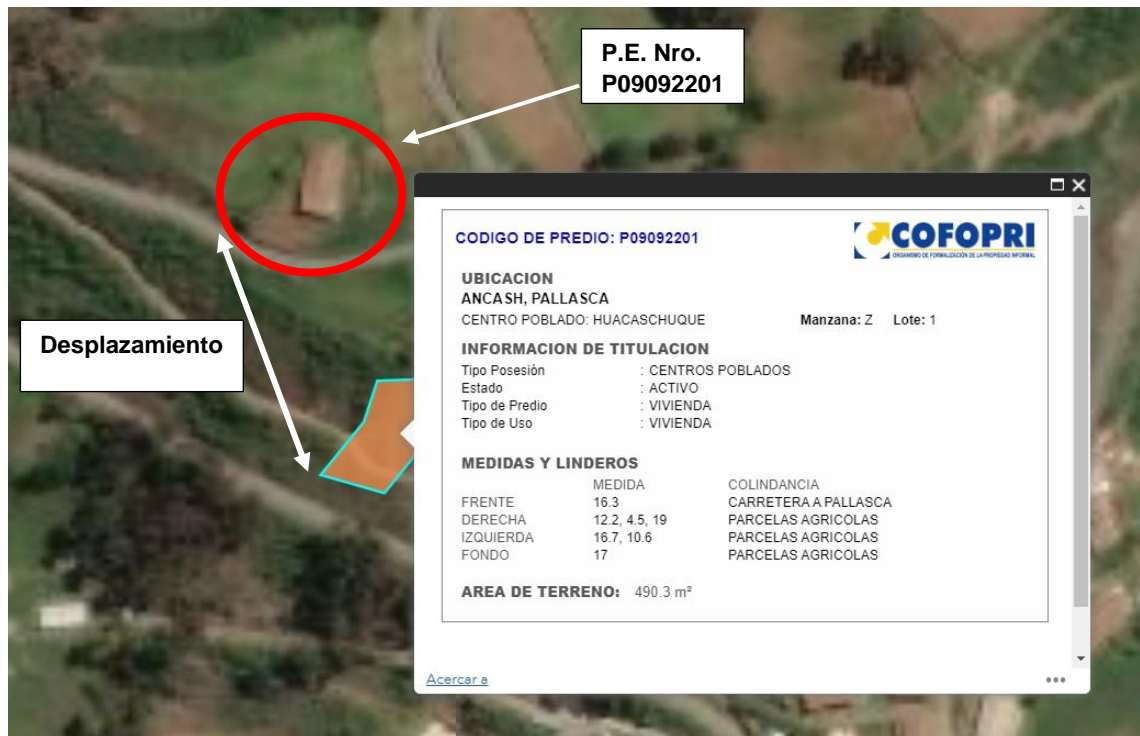 P.E. Nro.
P09092201
Desplazamiento
CODIGO DE PREDIO: P09092201
COFOPRI
ORGANISMO DE FORMALIZACIÓN DE LA PROPIEDAD INFORMAL
UBICACION
ANCASH, PALLASCA
CENTRO POBLADO: HUACASCHUQUE Manzana: Z Lote: 1
INFORMACION DE TITULACION
Tipo Posesión : CENTROS POBLADOS
Estado : ACTIVO
Tipo de Predio : VIVIENDA
Tipo de Uso : VIVIENDA
MEDIDAS Y LINDEROS
MEDIDA COLINDANCIA
FRENTE 16.3 CARRETERA A PALLASCA
DERECHA 12.2, 4.5, 19 PARCELAS AGRICOLAS
IZQUIERDA 16.7, 10.6 PARCELAS AGRICOLAS
FONDO 17 PARCELAS AGRICOLAS
AREA DE TERRENO: 490.3 m²
Acercar a